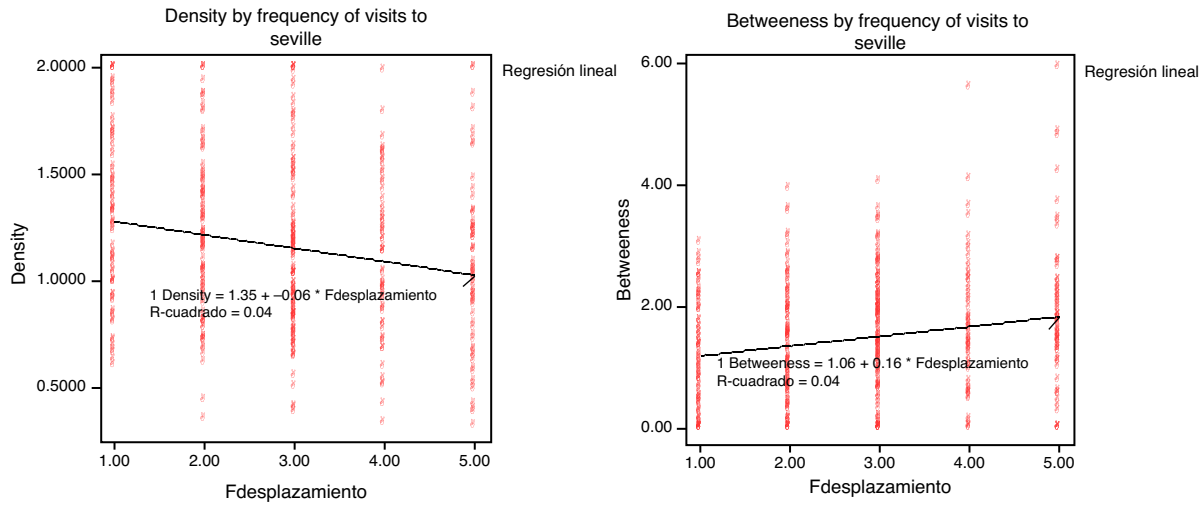 Density by frequency of visits to
seville
2.0000
1.5000
1.0000
0.5000
Density
Regresión lineal
1 Density = 1.35 + –0.06 * Fdesplazamiento
R-cuadrado = 0.04
1.00 2.00 3.00 4.00 5.00
Fdesplazamiento
Betweeness by frequency of visits to
seville
6.00
4.00
2.00
0.00
Betweeness
Regresión lineal
1 Betweeness = 1.06 + 0.16 * Fdesplazamiento
R-cuadrado = 0.04
1.00 2.00 3.00 4.00 5.00
Fdesplazamiento